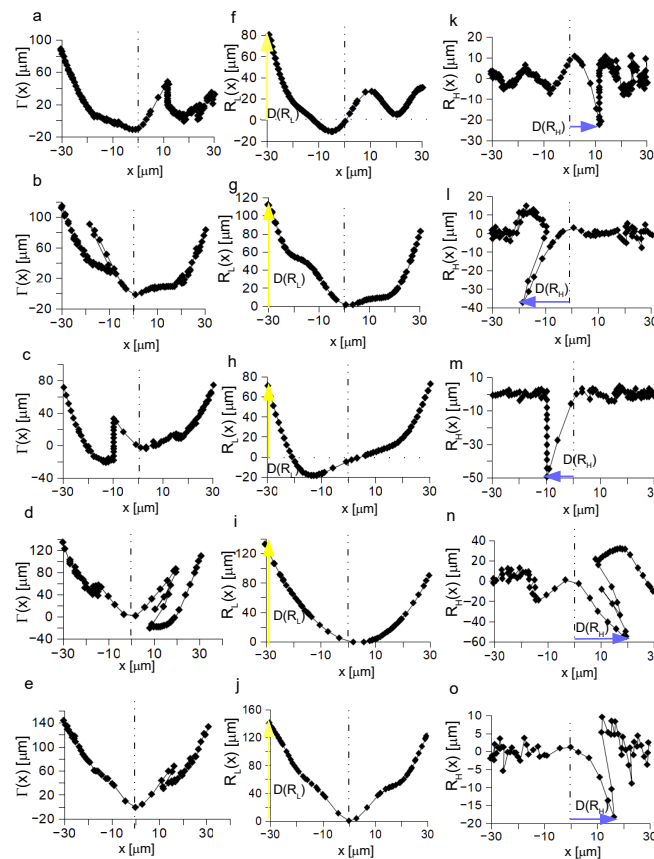 a
Γ(x) [µm]
100
60
20
−20
−30 −10 10 30
x [µm]
f
R_L(x) [µm]
80
60
40
20
0
−20
D(R_L)
−30 −10 10 30
x [µm]
k
R_H(x) [µm]
20
10
0
−10
−20
−30
D(R_H)
−30 −10 10 30
x [µm]
b
Γ(x) [µm]
120
80
20
−20
−30 −10 10 30
x [µm]
g
R_L(x) [µm]
120
100
80
60
40
20
0
D(R_L)
−30 −10 10 30
x [µm]
l
R_H(x) [µm]
20
10
0
−10
−20
−30
−40
D(R_H)
−30 −10 10 30
x [µm]
c
Γ(x) [µm]
80
40
0
−40
−30 −10 10 30
x [µm]
h
R_L(x) [µm]
80
60
40
20
0
−20
D(R_L)
−30 −10 10 30
x [µm]
m
R_H(x) [µm]
10
−10
−30
−50
D(R_H)
−30 −10 10 30
x [µm]
d
Γ(x) [µm]
120
80
40
0
−40
−30 −10 10 30
x [µm]
i
R_L(x) [µm]
120
80
40
0
D(R_L)
−30 −10 10 30
x [µm]
n
R_H(x) [µm]
40
20
0
−20
−40
−60
D(R_H)
−30 −10 10 30
x [µm]
e
Γ(x) [µm]
140
100
60
20
−20
−30 −10 10 30
x [µm]
j
R_L(x) [µm]
160
120
80
40
0
D(R_L)
−30 −10 10 30
x [µm]
o
R_H(x) [µm]
10
5
0
−5
−10
−15
−20
D(R_H)
−30 −10 10 30
x [µm]